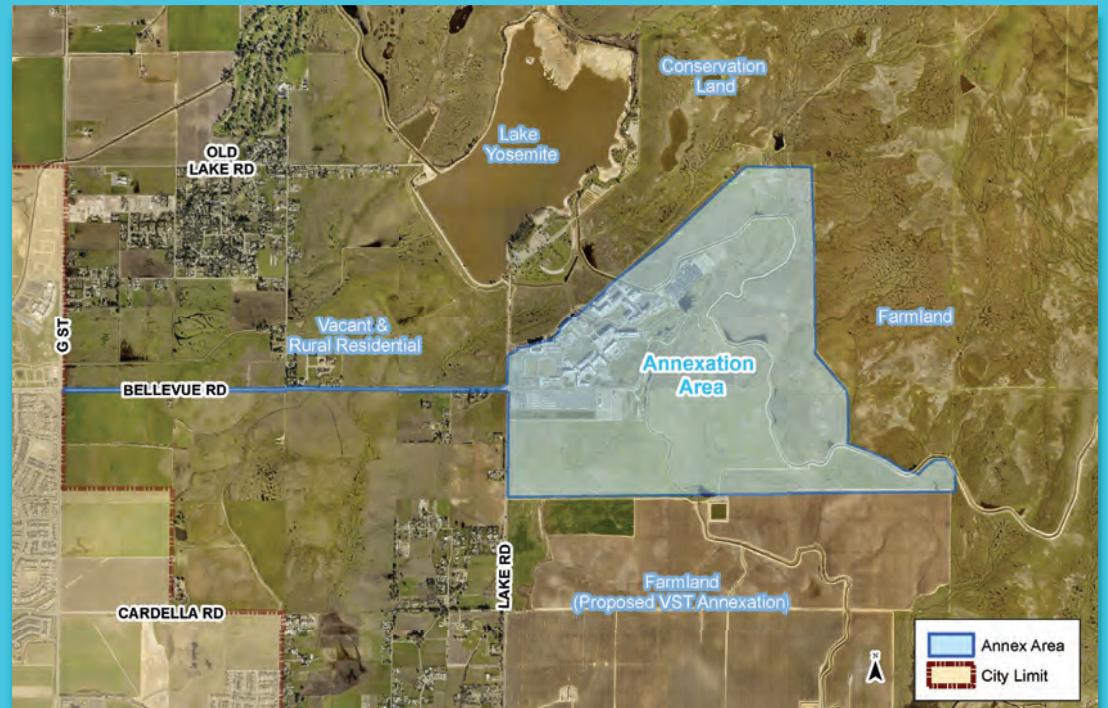 Conservation
Land
Lake
Yosemite
OLD
LAKE RD
Vacant &
Rural Residential
Farmland
G ST
Annexation
Area
BELLEVUE RD
LAKE RD
Farmland
(Proposed VST Annexation)
CARDELLA RD
N
Annex Area
City Limit